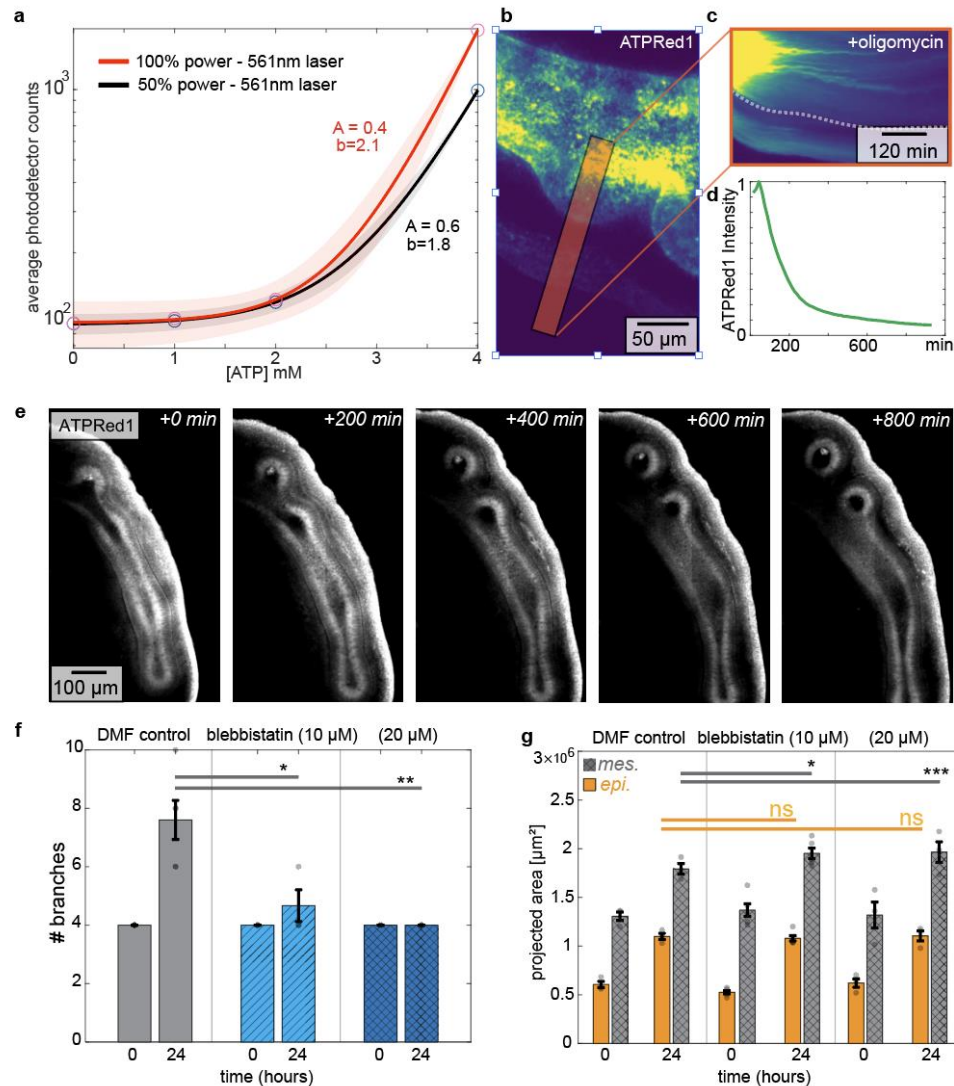 a
average photodetector counts
10³
10²
100% power - 561nm laser
50% power - 561nm laser
A = 0.4
b=2.1
A = 0.6
b=1.8
0 1 2 3 4
[ATP] mM
b
ATPRed1
50 µm
c
+oligomycin
120 min
d
ATPRed1 Intensity
1
0
200 600 min
e
ATPRed1
+0 min
+200 min
+400 min
+600 min
+800 min
100 µm
f
DMF control blebbistatin (10 µM) (20 µM)
# branches
10
8
6
4
2
0
*
**
0 24 0 24 0 24
time (hours)
g
DMF control blebbistatin (10 µM) (20 µM)
projected area [µm²]
3×10⁶
2.5
2
1.5
1
0.5
0
mes.
epi.
*
***
ns
ns
0 24 0 24 0 24
time (hours)